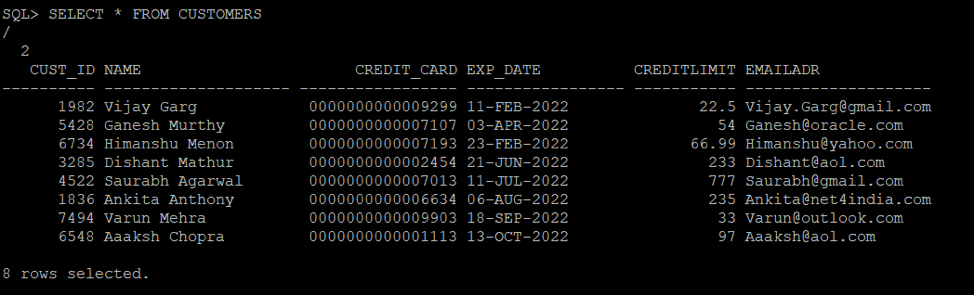 SQL> SELECT * FROM CUSTOMERS
/
  2
   CUST_ID NAME                       CREDIT_CARD EXP_DATE          CREDITLIMIT EMAILADR
---------- -------------------- ----------------- ----------------- ----------- --------------------
      1982 Vijay Garg            0000000000009299 11-FEB-2022              22.5 Vijay.Garg@gmail.com
      5428 Ganesh Murthy         0000000000007107 03-APR-2022                54 Ganesh@oracle.com
      6734 Himanshu Menon        0000000000007193 23-FEB-2022             66.99 Himanshu@yahoo.com
      3285 Dishant Mathur        0000000000002454 21-JUN-2022               233 Dishant@aol.com
      4522 Saurabh Agarwal       0000000000007013 11-JUL-2022               777 Saurabh@gmail.com
      1836 Ankita Anthony        0000000000006634 06-AUG-2022               235 Ankita@net4india.com
      7494 Varun Mehra           0000000000009903 18-SEP-2022                33 Varun@outlook.com
      6548 Aaaksh Chopra         0000000000001113 13-OCT-2022                97 Aaaksh@aol.com
8 rows selected.